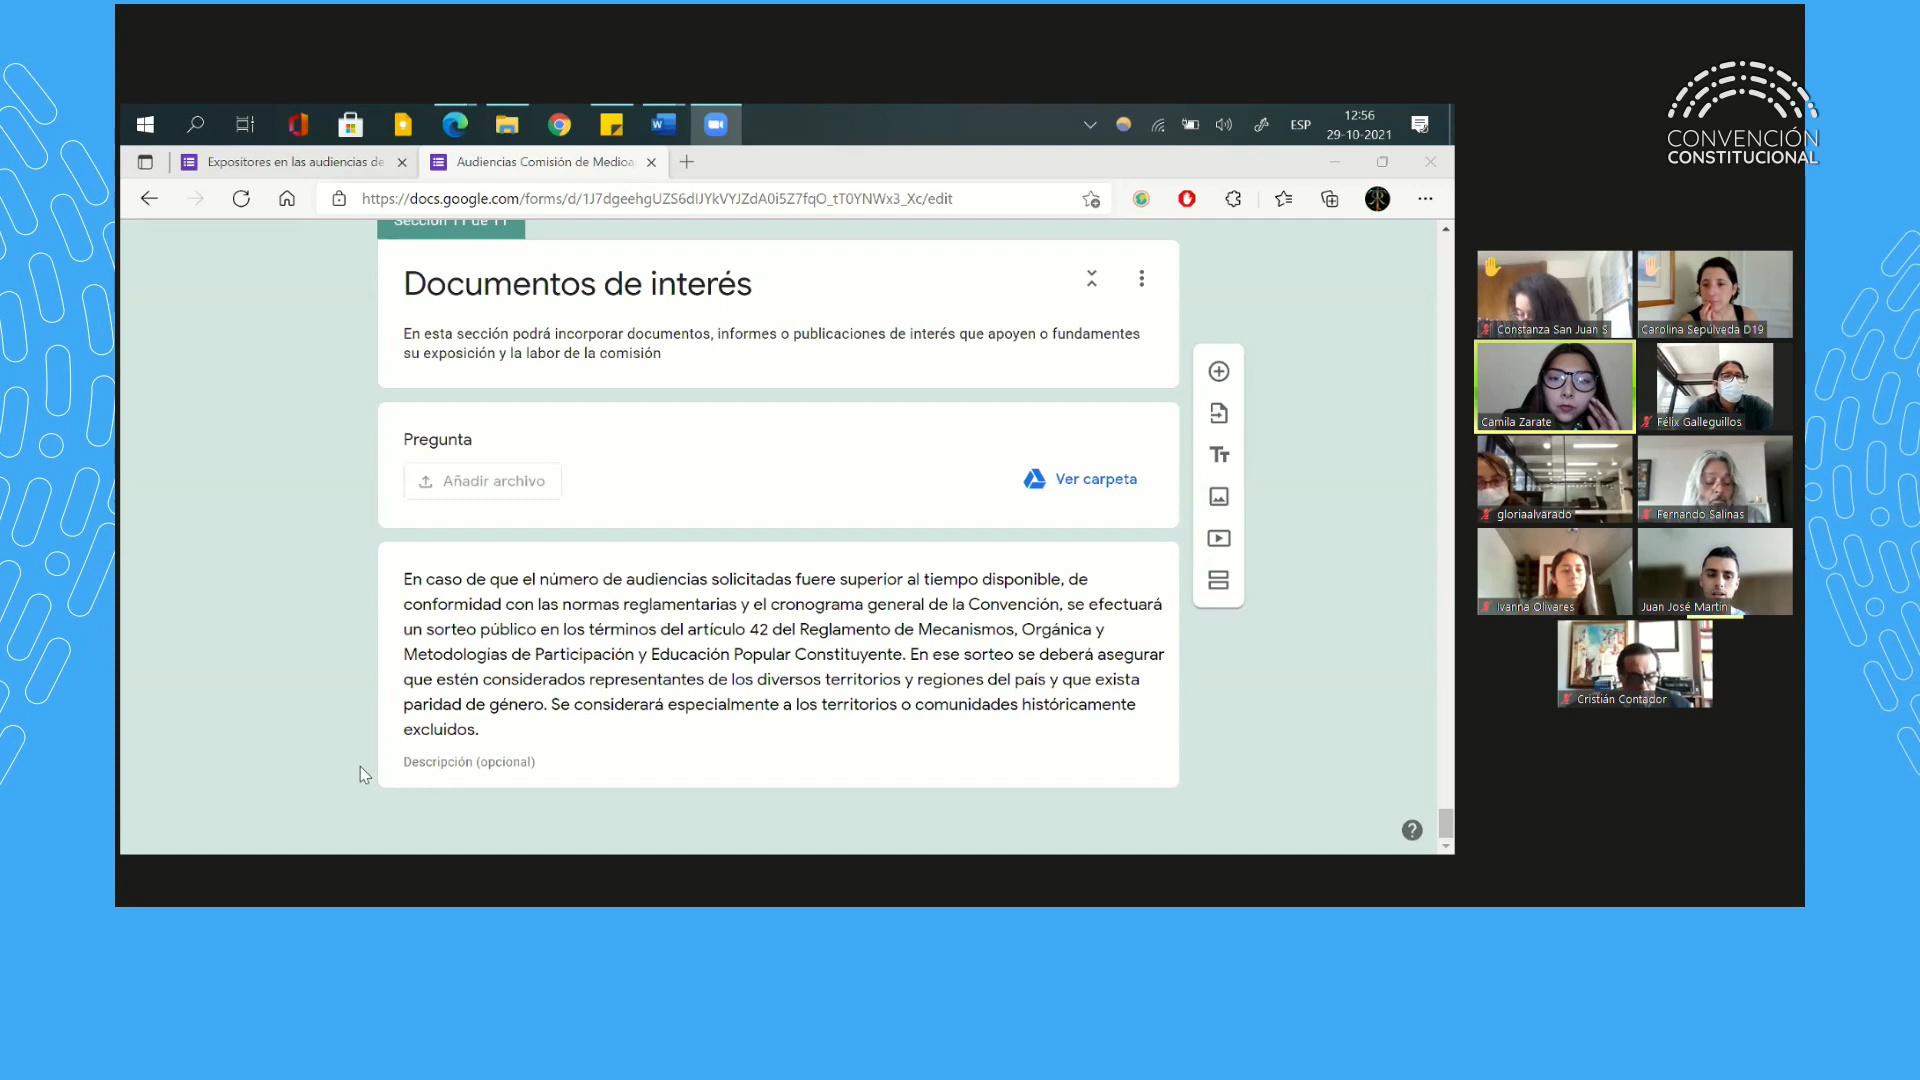 CONVENCIÓN
CONSTITUCIONAL
12:56
ESP
29-10-2021
Expositores en las audiencias de
Audiencias Comisión de Medioa
https://docs.google.com/forms/d/1J7dgeehgUZS6dIJYkVYJZdA0i5Z7fqO_tT0YNWx3_Xc/edit
Sección 11 de 11
Documentos de interés
En esta sección podrá incorporar documentos, informes o publicaciones de interés que apoyen o fundamentes
su exposición y la labor de la comisión
Pregunta
Añadir archivo
Ver carpeta
En caso de que el número de audiencias solicitadas fuere superior al tiempo disponible, de
conformidad con las normas reglamentarias y el cronograma general de la Convención, se efectuará
un sorteo público en los términos del artículo 42 del Reglamento de Mecanismos, Orgánica y
Metodologías de Participación y Educación Popular Constituyente. En ese sorteo se deberá asegurar
que estén considerados representantes de los diversos territorios y regiones del país y que exista
paridad de género. Se considerará especialmente a los territorios o comunidades históricamente
excluidos.
Descripción (opcional)
Constanza San Juan S
Carolina Sepúlveda D19
Camila Zarate
Félix Galleguillos
gloriaalvarado
Fernando Salinas
Ivanna Olivares
Juan José Martin
Cristián Contador